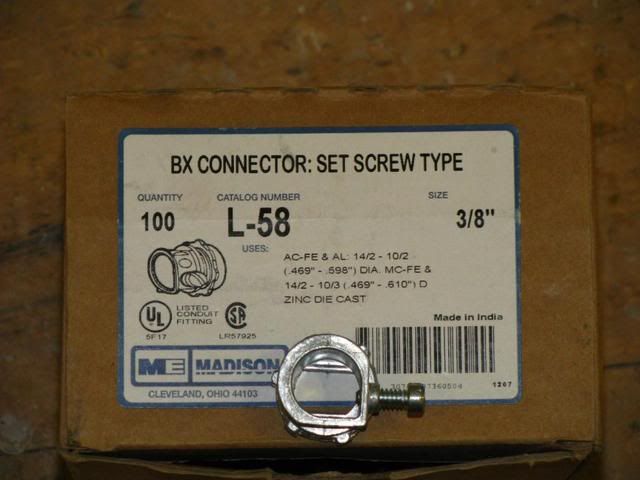 BX CONNECTOR: SET SCREW TYPE
QUANTITY CATALOG NUMBER SIZE
100 L-58 3/8"
USES:
AC-FE & AL: 14/2 - 10/2
(.469" - .598") DIA. MC-FE &
14/2 - 10/3 (.469" - .610") D
ZINC DIE CAST
UL LISTED
CONDUIT
FITTING
5F17
SA
LR57925
Made in India
ME MADISON
CLEVELAND, OHIO 44103
1207